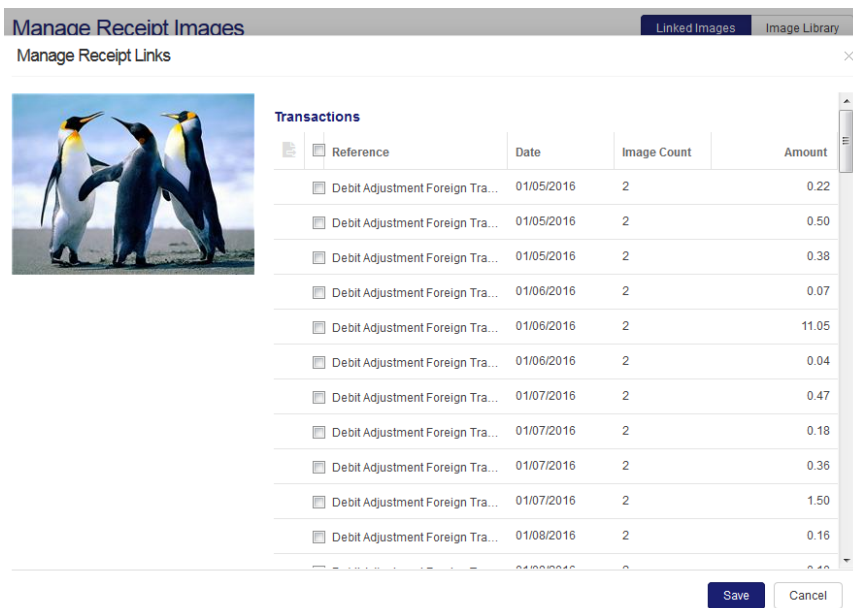 Manage Receipt Images
Linked Images
Image Library
Manage Receipt Links
Transactions
Reference Date Image Count Amount
Debit Adjustment Foreign Tra... 01/05/2016 2 0.22
Debit Adjustment Foreign Tra... 01/05/2016 2 0.50
Debit Adjustment Foreign Tra... 01/05/2016 2 0.38
Debit Adjustment Foreign Tra... 01/06/2016 2 0.07
Debit Adjustment Foreign Tra... 01/06/2016 2 11.05
Debit Adjustment Foreign Tra... 01/06/2016 2 0.04
Debit Adjustment Foreign Tra... 01/07/2016 2 0.47
Debit Adjustment Foreign Tra... 01/07/2016 2 0.18
Debit Adjustment Foreign Tra... 01/07/2016 2 0.36
Debit Adjustment Foreign Tra... 01/07/2016 2 1.50
Debit Adjustment Foreign Tra... 01/08/2016 2 0.16
Save
Cancel